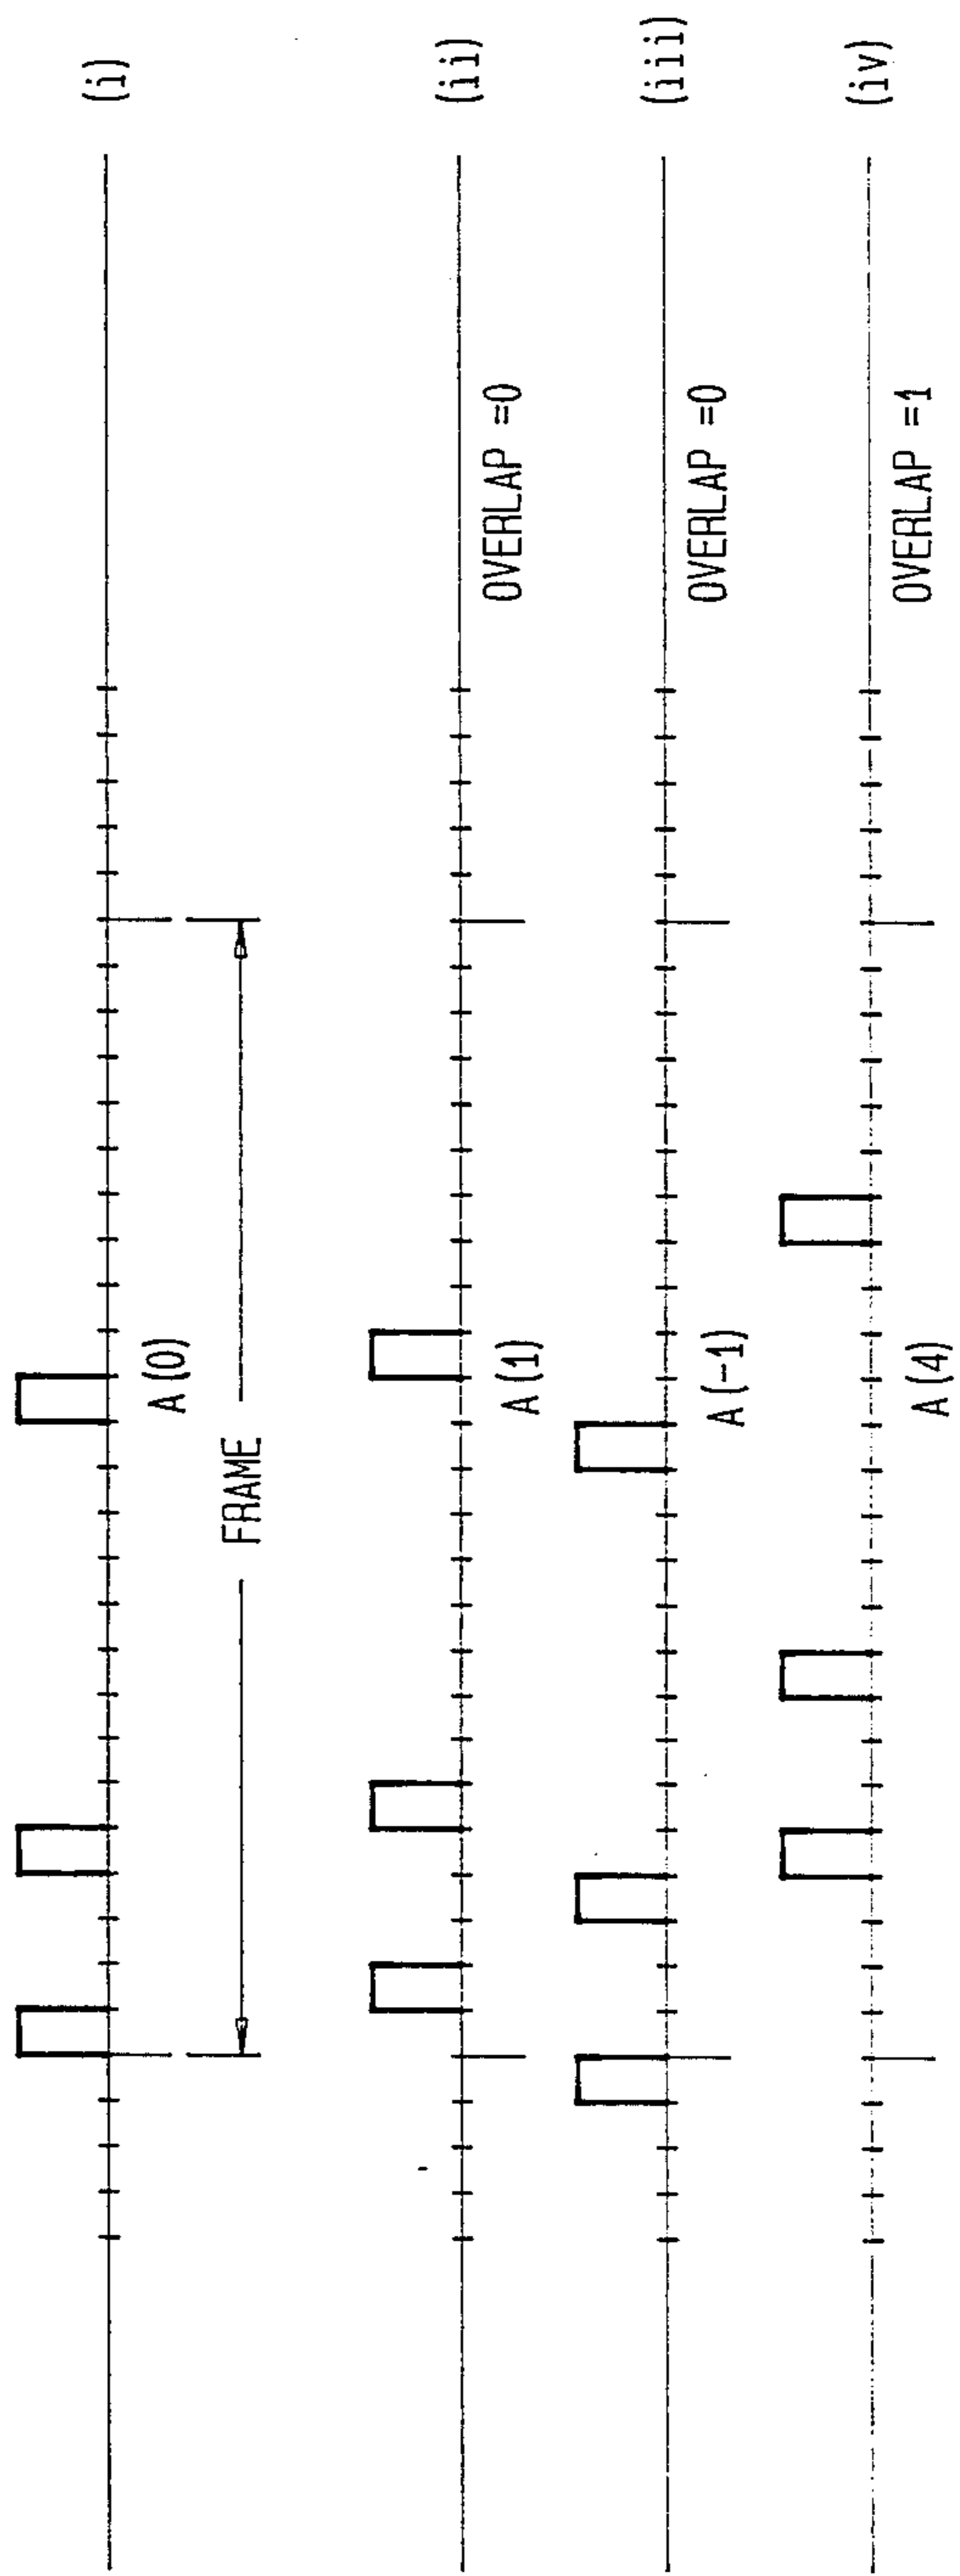 (i)
A(0)
FRAME
(ii)
A(1)
OVERLAP =0
(iii)
A(-1)
OVERLAP =0
(iv)
A(4)
OVERLAP =1